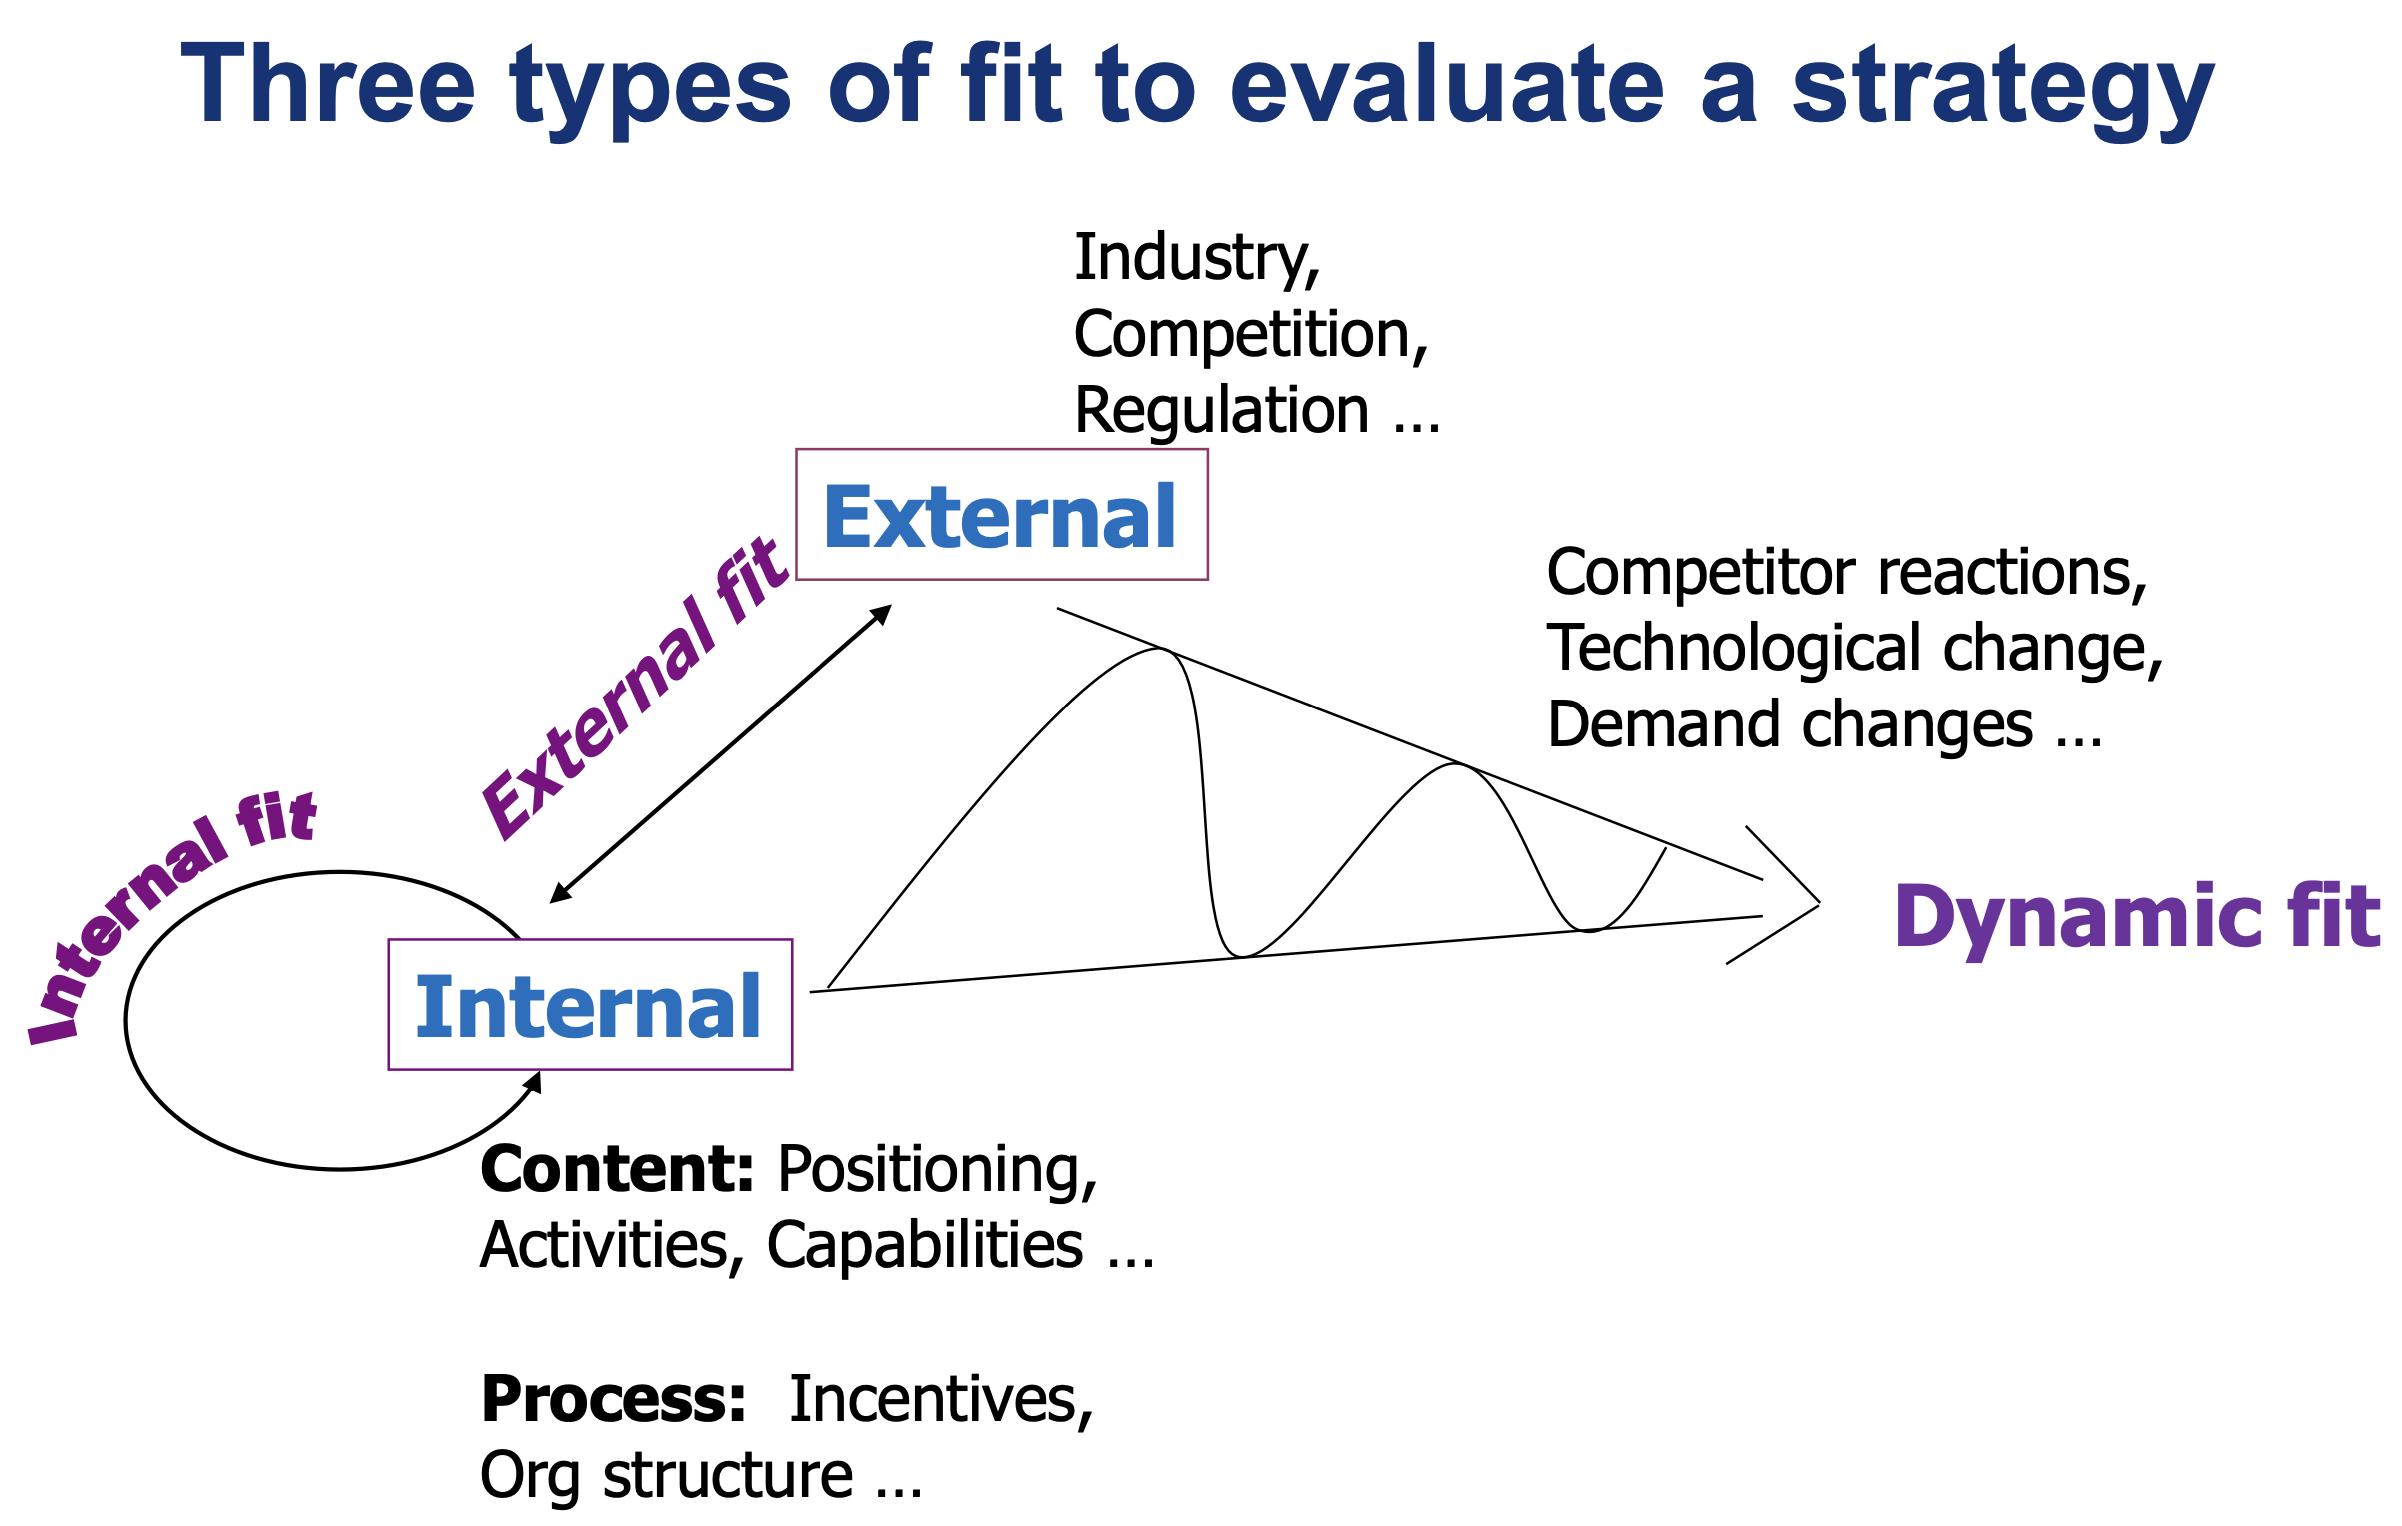 Three types of fit to evaluate a strategy
Industry,
Competition,
Regulation ...
External
External fit
Competitor reactions,
Technological change,
Demand changes ...
Internal fit
Dynamic fit
Internal
Content: Positioning,
Activities, Capabilities ...
Process: Incentives,
Org structure ...